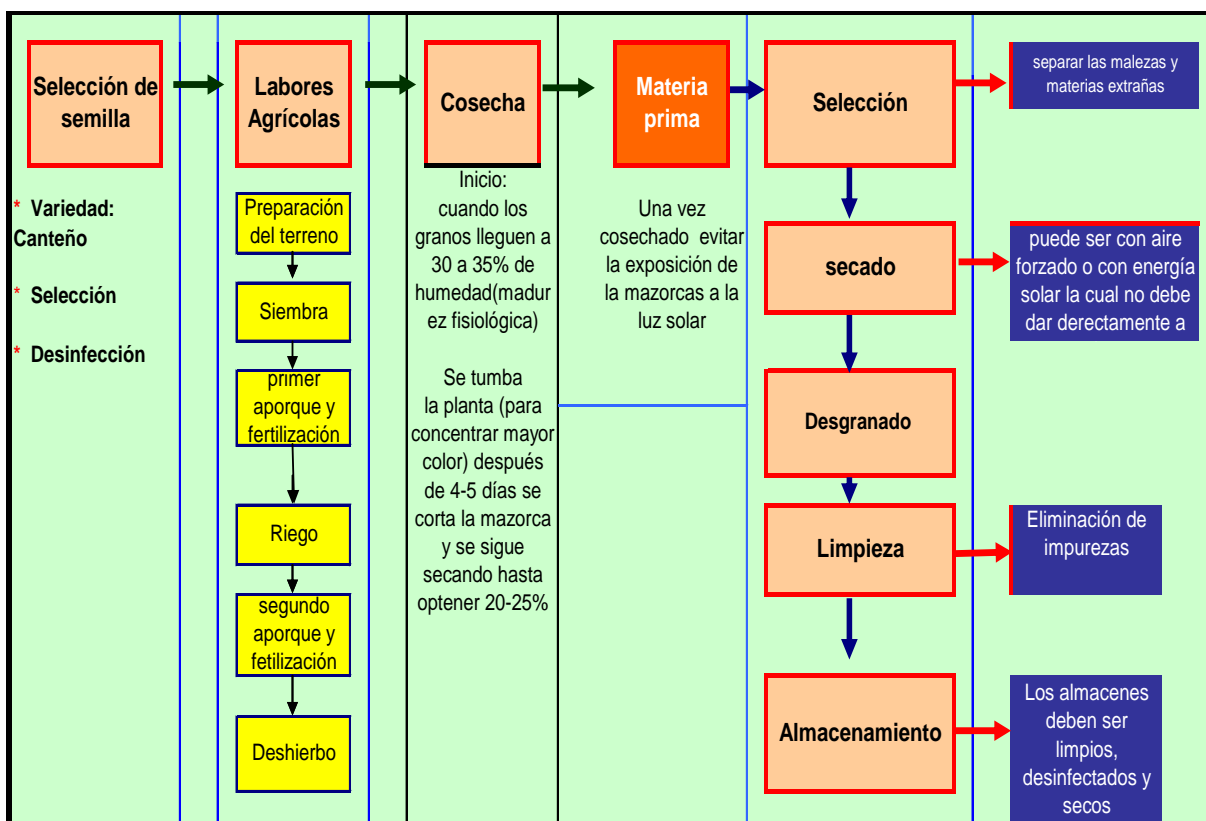 Selección de
semilla
* Variedad:
Canteño
* Selección
* Desinfección
Labores
Agrícolas
Preparación
del terreno
Siembra
primer
aporque y
fertilización
Riego
segundo
aporque y
fetilización
Deshierbo
Cosecha
Inicio:
cuando los
granos lleguen a
30 a 35% de
humedad(madur
ez fisiológica)
Se tumba
la planta (para
concentrar mayor
color) después
de 4-5 días se
corta la mazorca
y se sigue
secando hasta
optener 20-25%
Materia
prima
Una vez
cosechado evitar
la exposición de
la mazorcas a la
luz solar
Selección
separar las malezas y
materias extrañas
secado
puede ser con aire
forzado o con energía
solar la cual no debe
dar derectamente a
Desgranado
Limpieza
Eliminación de
impurezas
Almacenamiento
Los almacenes
deben ser
limpios,
desinfectados y
secos